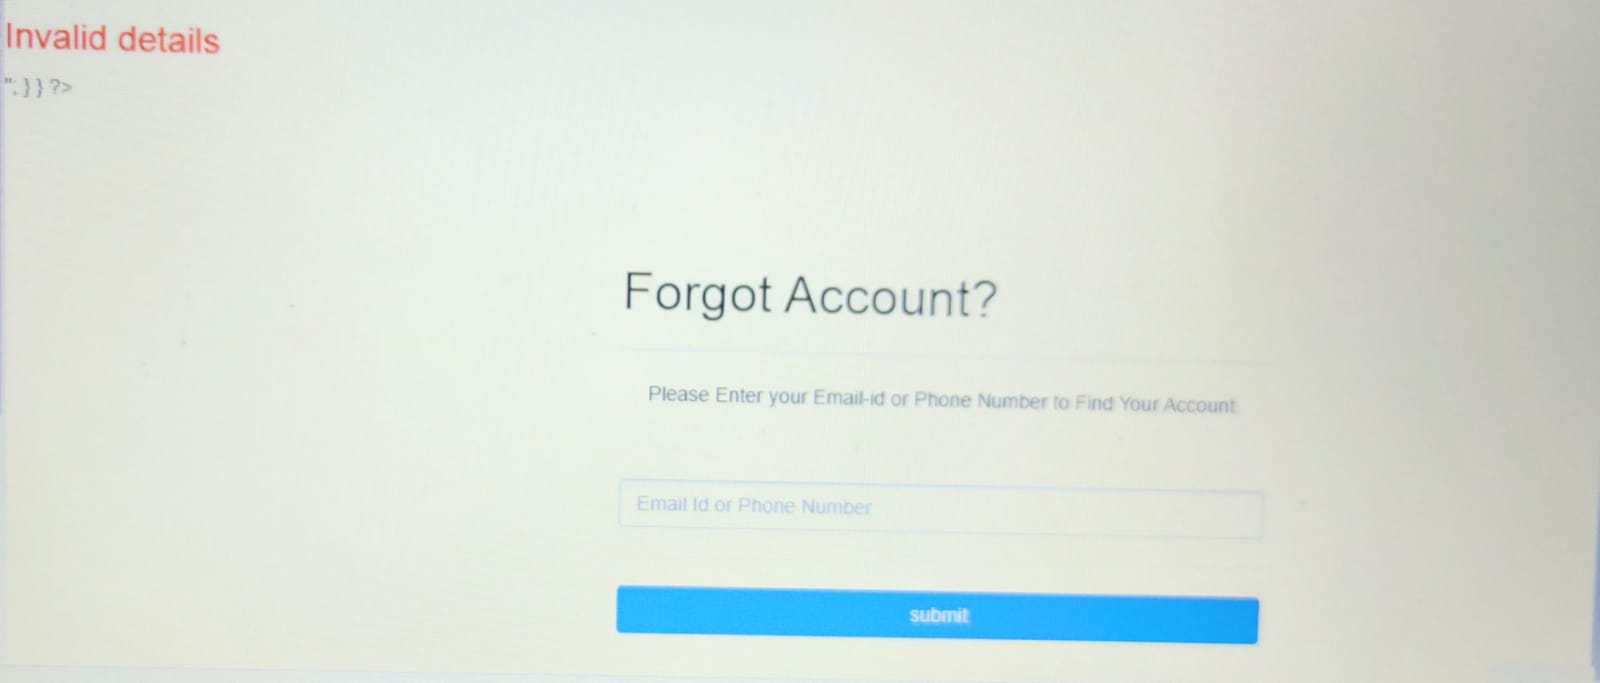 Invalid details
"; } } ?>
Forgot Account?
Please Enter your Email-id or Phone Number to Find Your Account.
Email Id or Phone Number
submit